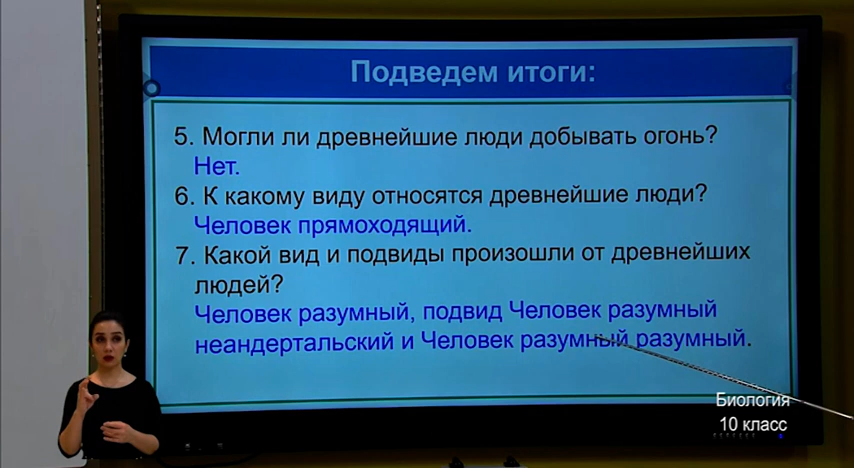 Подведем итоги:
5. Могли ли древнейшие люди добывать огонь?
Нет.
6. К какому виду относятся древнейшие люди?
Человек прямоходящий.
7. Какой вид и подвиды произошли от древнейших
людей?
Человек разумный, подвид Человек разумный
неандертальский и Человек разумный разумный.
Биология
10 класс